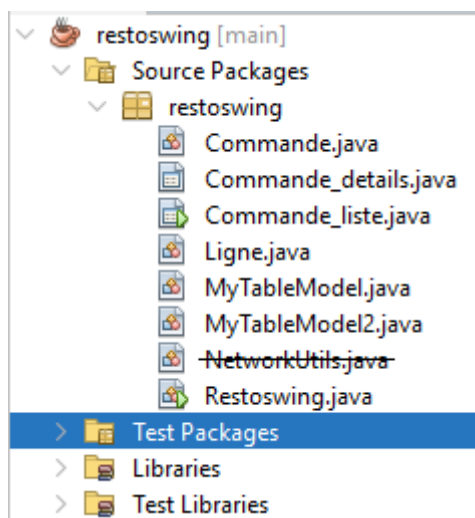 restoswing [main]
Source Packages
restoswing
Commande.java
Commande_details.java
Commande_liste.java
Ligne.java
MyTableModel.java
MyTableModel2.java
NetworkUtils.java
Restoswing.java
Test Packages
Libraries
Test Libraries